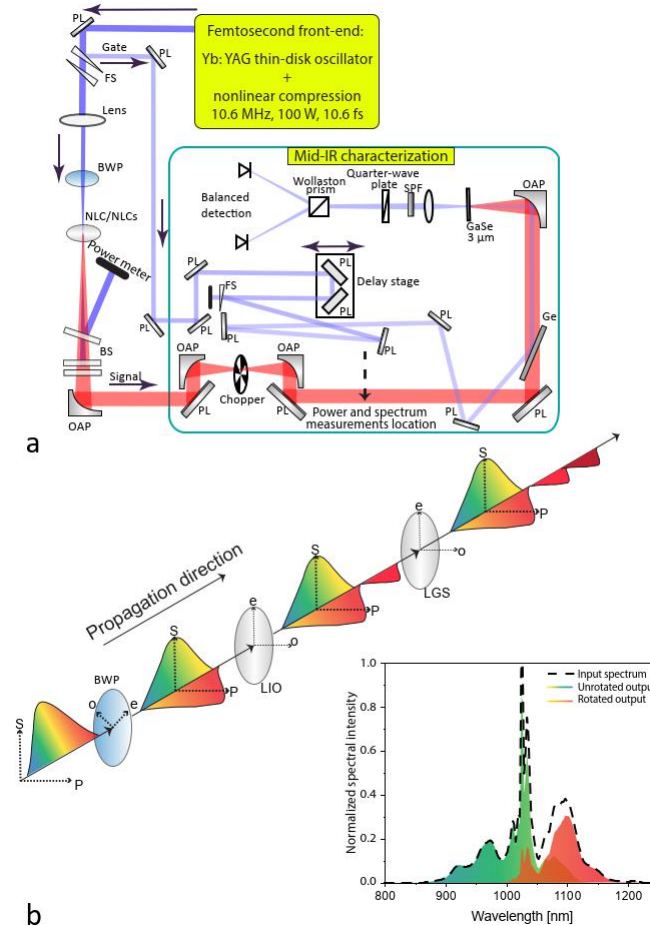 PL
Gate
PL
FS
Femtosecond front-end:
Yb: YAG thin-disk oscillator
+
nonlinear compression
10.6 MHz, 100 W, 10.6 fs
Lens
BWP
NLC/NLCs
Power meter
BS
Signal
OAP
Mid-IR characterization
Balanced
detection
Wollaston
prism
Quarter-wave
plate
SPF
GaSe
3 μm
OAP
PL
PL
Delay stage
PL
FS
PL
PL
PL
PL
PL
Ge
OAP
OAP
Chopper
PL
PL
Power and spectrum
measurements location
PL
PL
a
Propagation direction
S
P
BWP
o
e
S
P
e
o
LIO
S
P
e
o
LGS
S
P
Normalized spectral intensity
1.0
0.8
0.6
0.4
0.2
0.0
Input spectrum
Unrotated output
Rotated output
800
900
1000
1100
1200
Wavelength [nm]
b